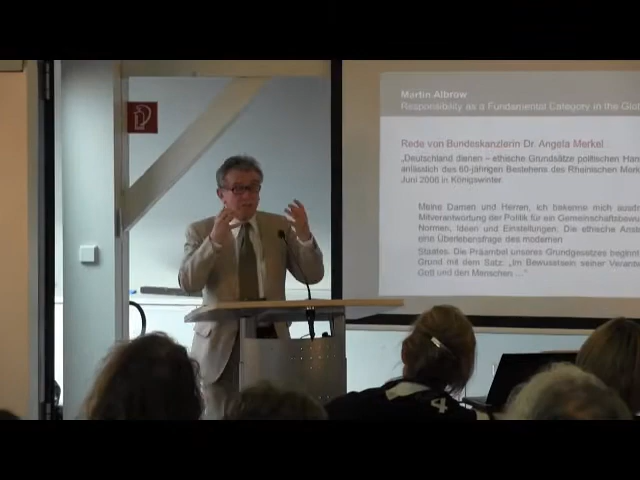 Martin Albrow
Responsibility as a Fundamental Category in the Glo
Rede von Bundeskanzlerin Dr. Angela Merkel
„Deutschland dienen – ethische Grundsätze politischen Han
anlässlich des 60-jährigen Bestehens des Rheinischen Merk
Juni 2006 in Königswinter
Meine Damen und Herren, ich bekenne mich ausdr
Mitverantwortung der Politik für ein Gemeinschaftsbewu
Normen, Ideen und Einstellungen. Die ethische
eine Überlebensfrage des modernen
Staates. Die Präambel unseres Grundgesetzes beginnt
Grund mit dem Satz: „Im Bewusstsein seiner Verantw
Gott und den Menschen ..."
4